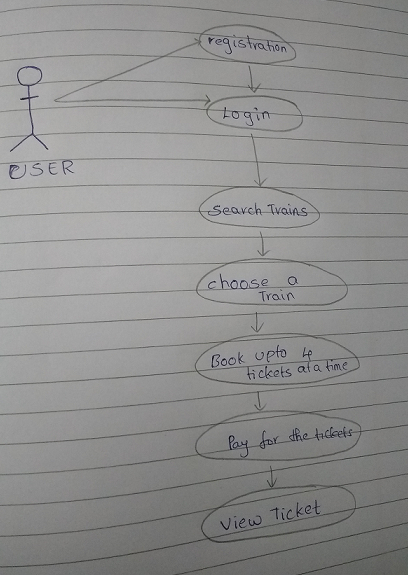 registration
Login
USER
Search Trains
choose a
Train
Book upto 4
tickets at a time
Pay for the tickets
View Ticket